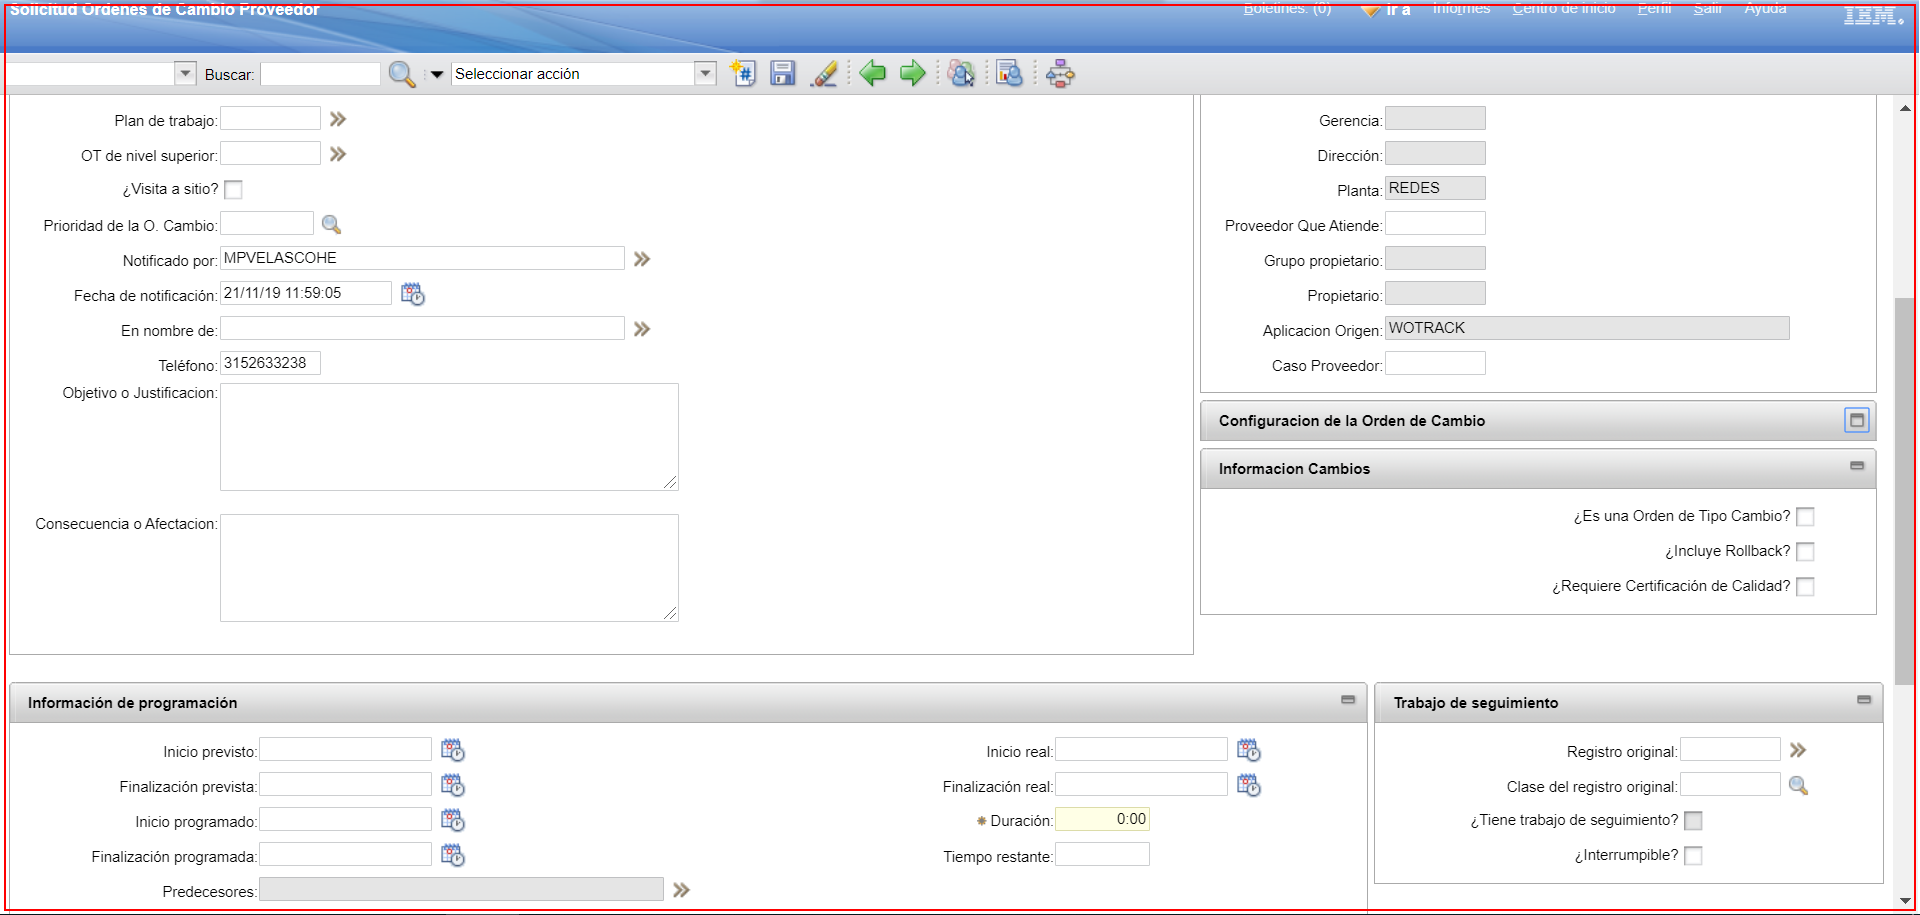 Solicitud Ordenes de Cambio Proveedor
Boletines: (0) Ir a Informes Centro de Inicio Perfil Salir Ayuda IBM.
Buscar: Seleccionar acción
Plan de trabajo:
OT de nivel superior:
¿Visita a sitio?
Prioridad de la O. Cambio:
Notificado por: MPVELASCOHE
Fecha de notificación: 21/11/19 11:59:05
En nombre de:
Teléfono: 3152633238
Objetivo o Justificacion:
Consecuencia o Afectacion:
Gerencia:
Dirección:
Planta: REDES
Proveedor Que Atiende:
Grupo propietario:
Propietario:
Aplicacion Origen: WOTRACK
Caso Proveedor:
Configuracion de la Orden de Cambio
Informacion Cambios
¿Es una Orden de Tipo Cambio?
¿Incluye Rollback?
¿Requiere Certificación de Calidad?
Información de programación
Inicio previsto:
Finalización prevista:
Inicio programado:
Finalización programada:
Predecesores:
Inicio real:
Finalización real:
Duración: 0:00
Tiempo restante:
Trabajo de seguimiento
Registro original:
Clase del registro original:
¿Tiene trabajo de seguimiento?
¿Interrumpible?